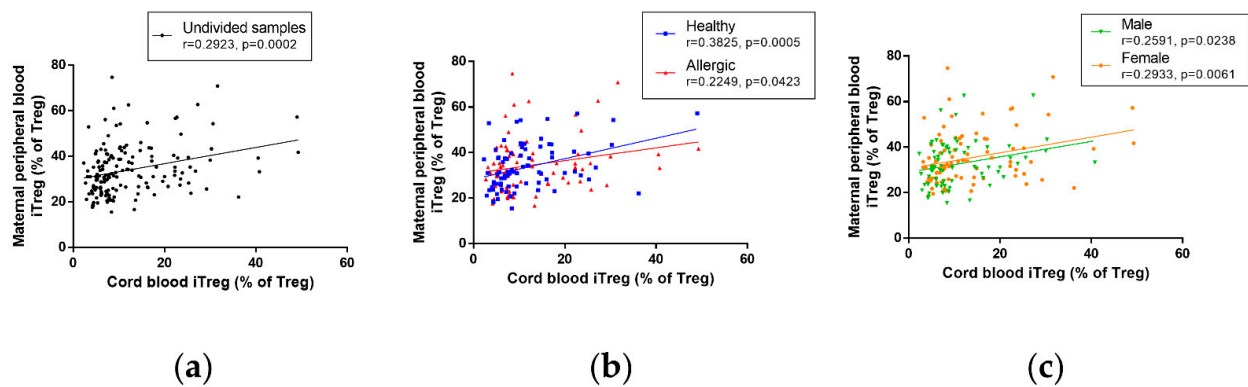 Undivided samples
r=0.2923, p=0.0002
80
60
40
20
0
0 20 40 60
Maternal peripheral blood
iTreg (% of Treg)
Cord blood iTreg (% of Treg)
(a)
Healthy
r=0.3825, p=0.0005
Allergic
r=0.2249, p=0.0423
80
60
40
20
0
0 20 40 60
Maternal peripheral blood
iTreg (% of Treg)
Cord blood iTreg (% of Treg)
(b)
Male
r=0.2591, p=0.0238
Female
r=0.2933, p=0.0061
80
60
40
20
0
0 20 40 60
Maternal peripheral blood
iTreg (% of Treg)
Cord blood iTreg (% of Treg)
(c)